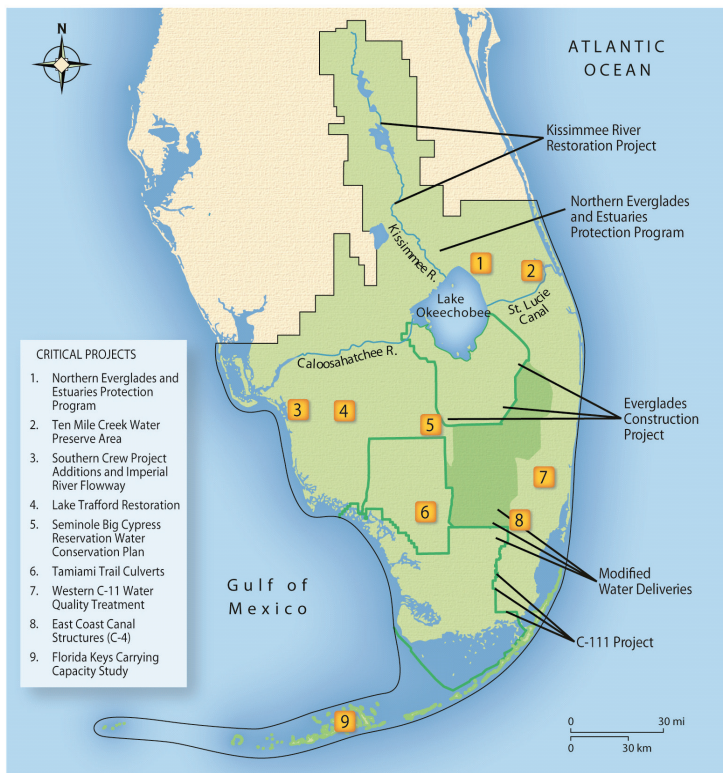 N
ATLANTIC
OCEAN
Kissimmee River
Restoration Project
Northern Everglades
and Estuaries
Protection Program
Kissimmee R.
1
2
Lake
Okeechobee
St. Lucie
Canal
Caloosahatchee R.
CRITICAL PROJECTS
1. Northern Everglades and
Estuaries Protection
Program
2. Ten Mile Creek Water
Preserve Area
3. Southern Crew Project
Additions and Imperial
River Flowway
4. Lake Trafford Restoration
5. Seminole Big Cypress
Reservation Water
Conservation Plan
6. Tamiami Trail Culverts
7. Western C-11 Water
Quality Treatment
8. East Coast Canal
Structures (C-4)
9. Florida Keys Carrying
Capacity Study
3
4
5
Everglades
Construction
Project
7
6
8
Gulf of
Mexico
Modified
Water Deliveries
C-111 Project
9
0 30 mi
0 30 km